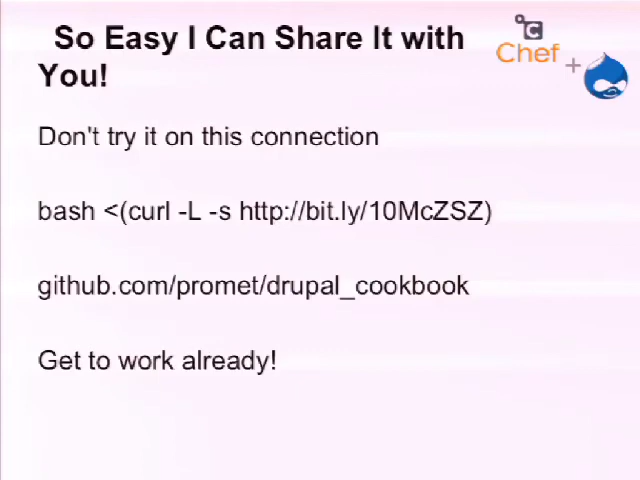 So Easy I Can Share It with
You!
Chef
+
Don't try it on this connection
bash <(curl -L -s http://bit.ly/10McZSZ)
github.com/promet/drupal_cookbook
Get to work already!